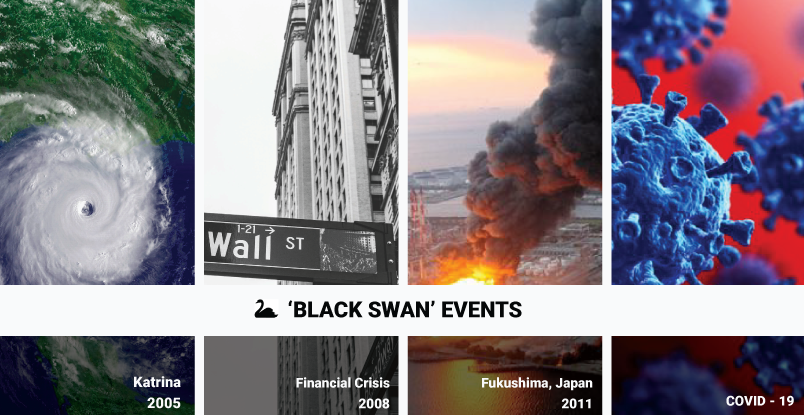 1-21 →
Wall ST
'BLACK SWAN' EVENTS
Katrina
2005
Financial Crisis
2008
Fukushima, Japan
2011
COVID - 19